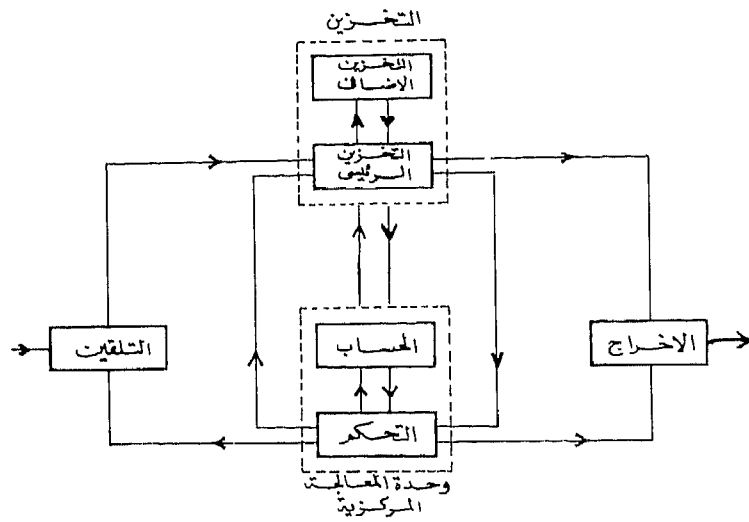 التخزين
التخزين
الاضافى
التخزين
الرئيسى
التلقين
الحساب
الاخراج
التحكم
وحدة المعالجة
المركزية